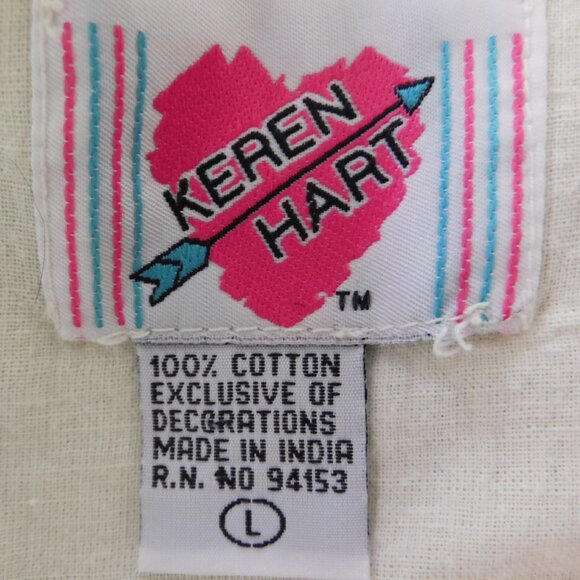 KEREN
HART
TM
100% COTTON
EXCLUSIVE OF
DECORATIONS
MADE IN INDIA
R.N. NO 94153
L